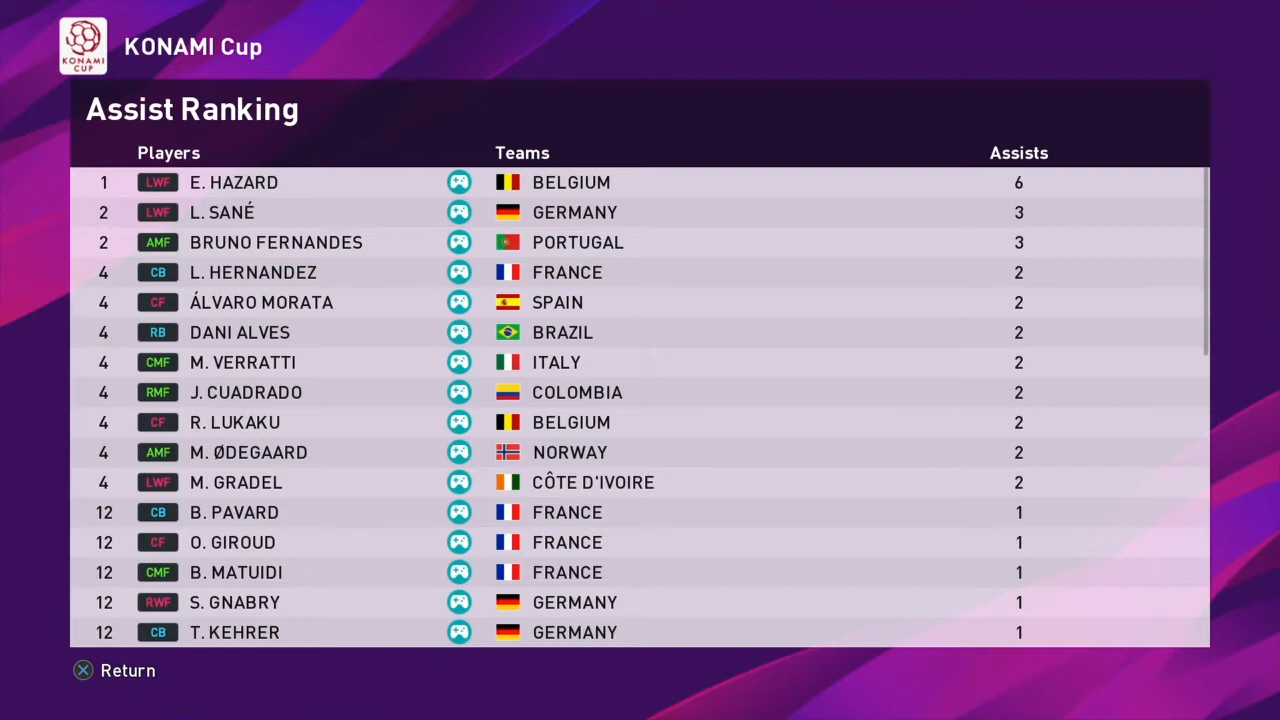 KONAMI CUP KONAMI Cup
Assist Ranking
Players Teams Assists
1 LWF E. HAZARD BELGIUM 6
2 LWF L. SANÉ GERMANY 3
2 AMF BRUNO FERNANDES PORTUGAL 3
4 CB L. HERNANDEZ FRANCE 2
4 CF ÁLVARO MORATA SPAIN 2
4 RB DANI ALVES BRAZIL 2
4 CMF M. VERRATTI ITALY 2
4 RMF J. CUADRADO COLOMBIA 2
4 CF R. LUKAKU BELGIUM 2
4 AMF M. ØDEGAARD NORWAY 2
4 LWF M. GRADEL CÔTE D'IVOIRE 2
12 CB B. PAVARD FRANCE 1
12 CF O. GIROUD FRANCE 1
12 CMF B. MATUIDI FRANCE 1
12 RWF S. GNABRY GERMANY 1
12 CB T. KEHRER GERMANY 1
Return